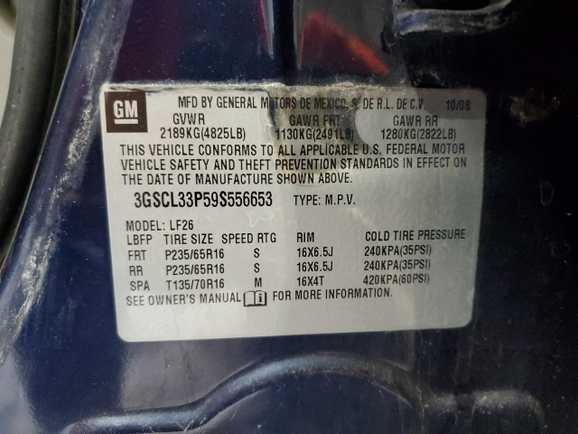 GM
MFD BY GENERAL MOTORS DE MEXICO, S. DE R.L. DE C.V. 10/08
GVWR GAWR FRT GAWR RR
2189KG(4825LB) 1130KG(2491LB) 1280KG(2822LB)
THIS VEHICLE CONFORMS TO ALL APPLICABLE U.S. FEDERAL MOTOR
VEHICLE SAFETY AND THEFT PREVENTION STANDARDS IN EFFECT ON
THE DATE OF MANUFACTURE SHOWN ABOVE.
3GSCL33P59S556653 TYPE: M.P.V.
MODEL: LF26
LBFP TIRE SIZE SPEED RTG RIM COLD TIRE PRESSURE
FRT P235/65R16 S 16X6.5J 240KPA(35PSI)
RR P235/65R16 S 16X6.5J 240KPA(35PSI)
SPA T135/70R16 M 16X4T 420KPA(60PSI)
SEE OWNER'S MANUAL FOR MORE INFORMATION.